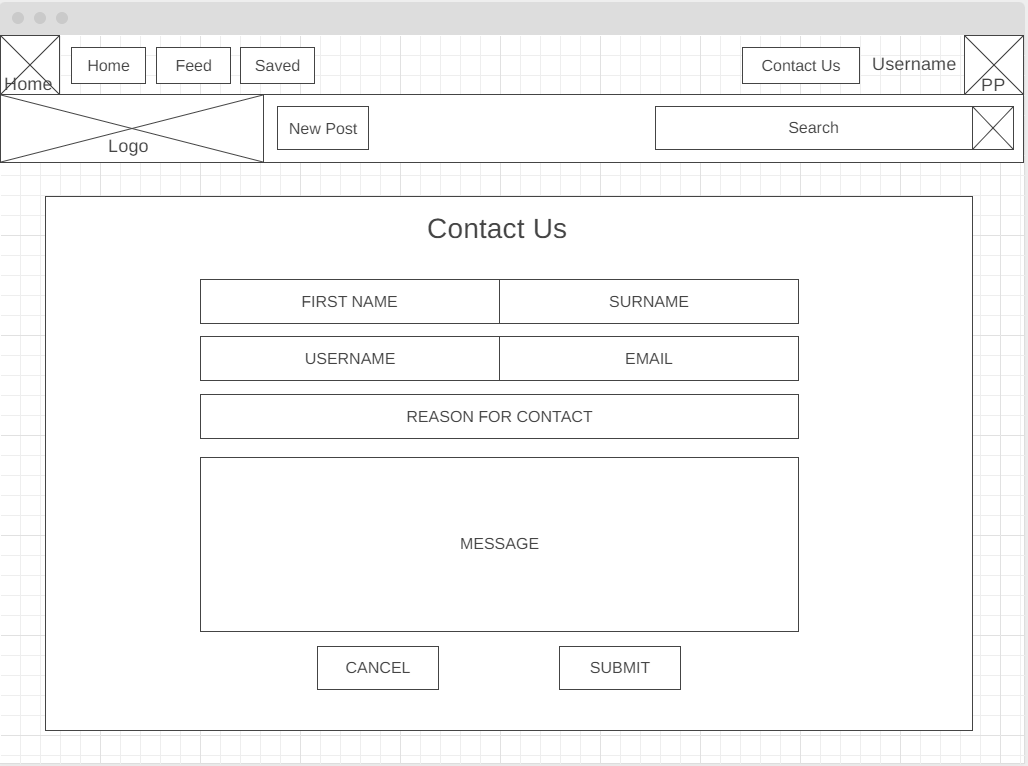 Home
Home
Feed
Saved
Contact Us
Username
PP
Logo
New Post
Search
Contact Us
FIRST NAME
SURNAME
USERNAME
EMAIL
REASON FOR CONTACT
MESSAGE
CANCEL
SUBMIT